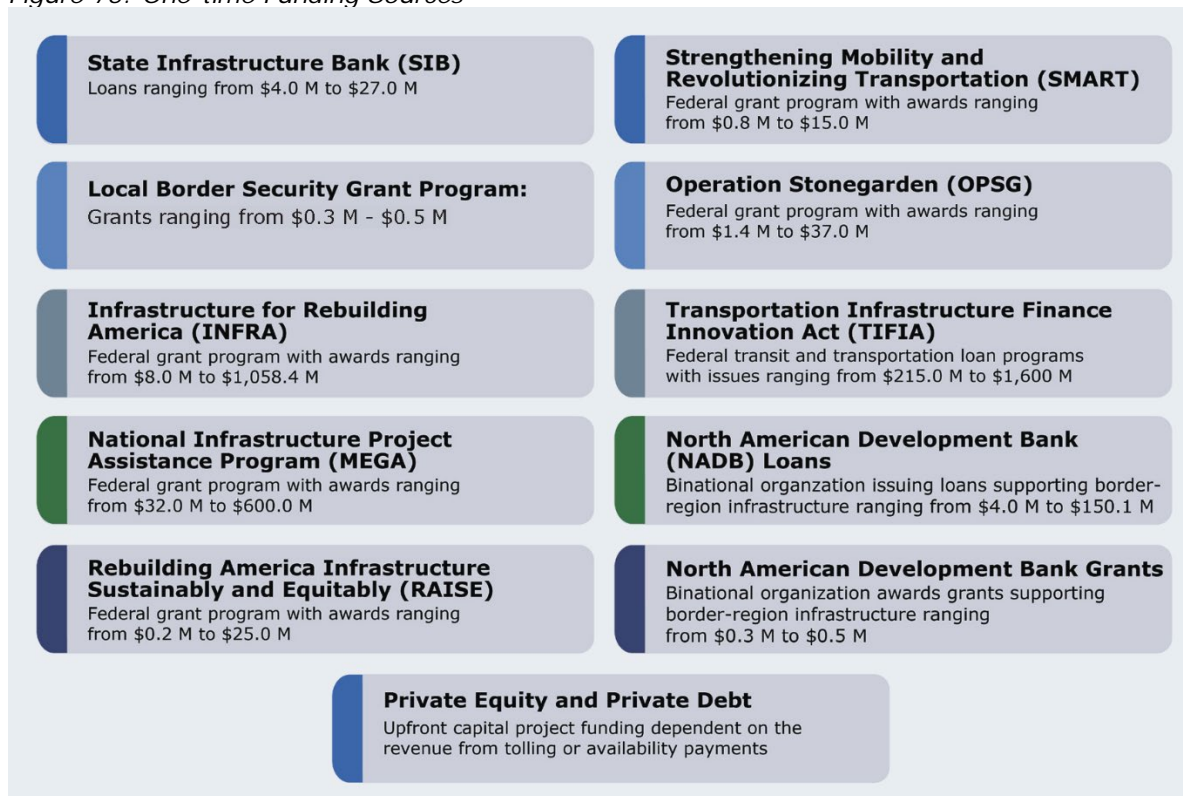 Figure 70: One-time Funding Sources
State Infrastructure Bank (SIB)
Loans ranging from $4.0 M to $27.0 M
Strengthening Mobility and
Revolutionizing Transportation (SMART)
Federal grant program with awards ranging
from $0.8 M to $15.0 M
Local Border Security Grant Program:
Grants ranging from $0.3 M - $0.5 M
Operation Stonegarden (OPSG)
Federal grant program with awards ranging
from $1.4 M to $37.0 M
Infrastructure for Rebuilding
America (INFRA)
Federal grant program with awards ranging
from $8.0 M to $1,058.4 M
Transportation Infrastructure Finance
Innovation Act (TIFIA)
Federal transit and transportation loan programs
with issues ranging from $215.0 M to $1,600 M
National Infrastructure Project
Assistance Program (MEGA)
Federal grant program with awards ranging
from $32.0 M to $600.0 M
North American Development Bank
(NADB) Loans
Binational organzation issuing loans supporting border-
region infrastructure ranging from $4.0 M to $150.1 M
Rebuilding America Infrastructure
Sustainably and Equitably (RAISE)
Federal grant program with awards ranging
from $0.2 M to $25.0 M
North American Development Bank Grants
Binational organization awards grants supporting
border-region infrastructure ranging
from $0.3 M to $0.5 M
Private Equity and Private Debt
Upfront capital project funding dependent on the
revenue from tolling or availability payments